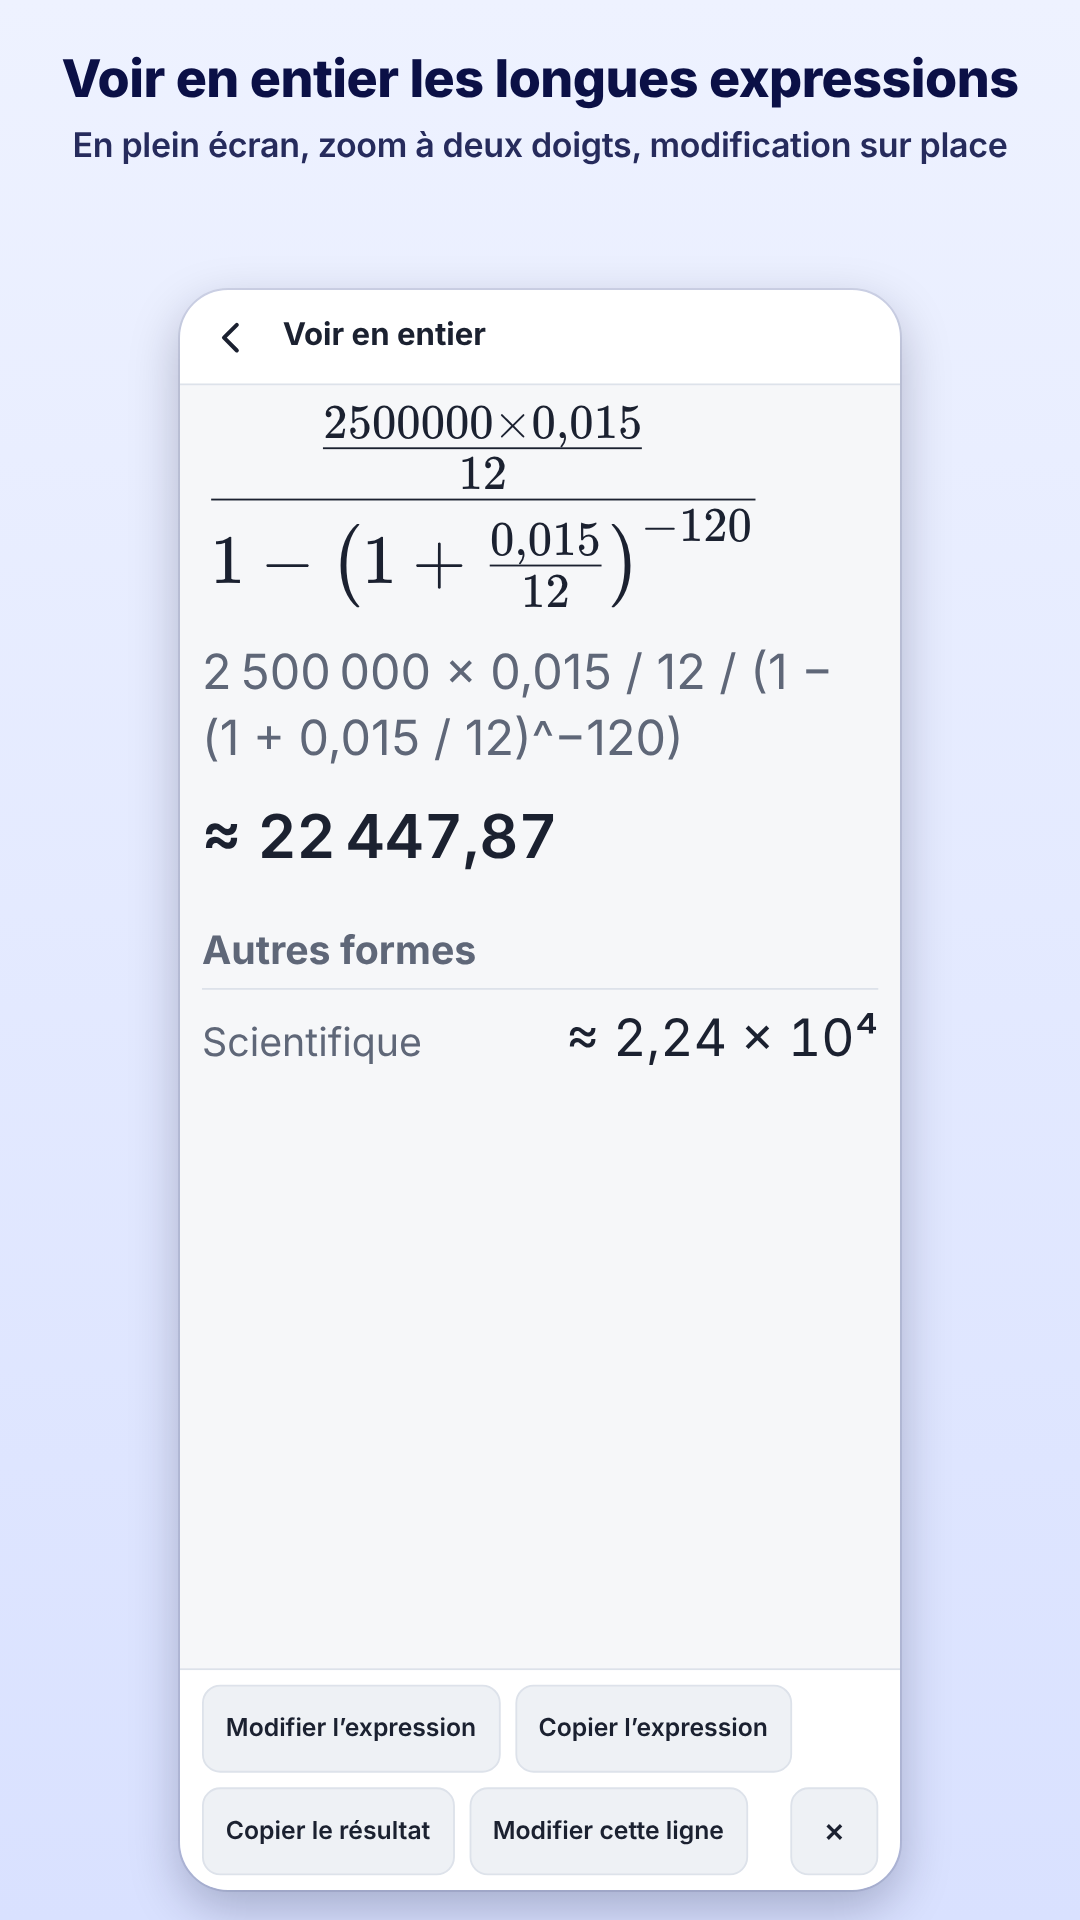 Voir en entier les longues expressions
En plein écran, zoom à deux doigts, modification sur place
Voir en entier
2500000×0,015
12
1 − (1 + 0,015/12)^−120
2 500 000 × 0,015 / 12 / (1 −
(1 + 0,015 / 12)^−120)
≈ 22 447,87
Autres formes
Scientifique ≈ 2,24 × 10⁴
Modifier l’expression Copier l’expression
Copier le résultat Modifier cette ligne ×